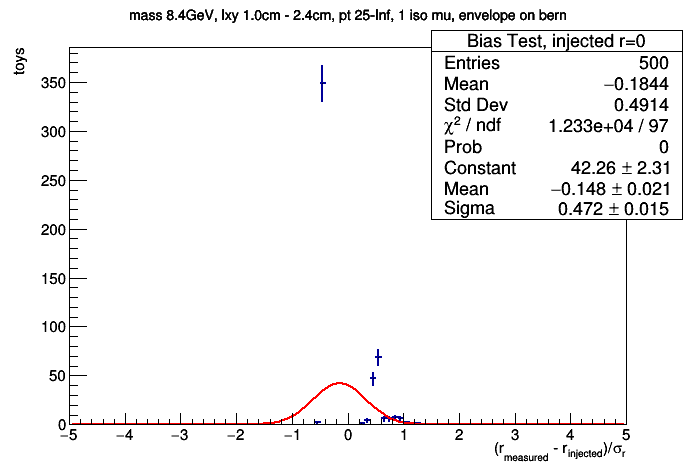 mass 8.4GeV, lxy 1.0cm - 2.4cm, pt 25-Inf, 1 iso mu, envelope on bern
Bias Test, injected r=0
Entries 500
Mean −0.1844
Std Dev 0.4914
χ² / ndf 1.233e+04 / 97
Prob 0
Constant 42.26 ± 2.31
Mean −0.148 ± 0.021
Sigma 0.472 ± 0.015
toys
350
300
250
200
150
100
50
0
−5 −4 −3 −2 −1 0 1 2 3 4 5
(r_measured - r_injected)/σ_r